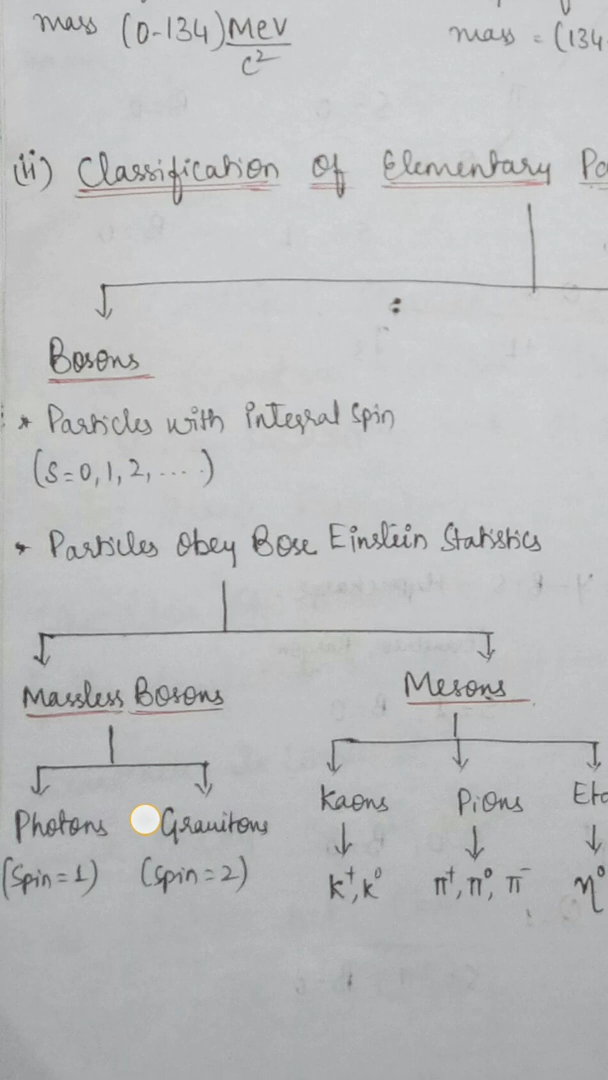 mass (0-134) MeV/c² mass = (134
(ii) Classification Of Elementary Pa
Bosons
* Particles with integral spin
(S=0, 1, 2, ....)
* Particles obey Bose Einstein Statistics
Massless Bosons Mesons
Kaons Pions Eta
Photons Gravitons
(Spin=1) (Spin=2) k⁺, k⁰ π⁺, π⁰, π⁻ η⁰